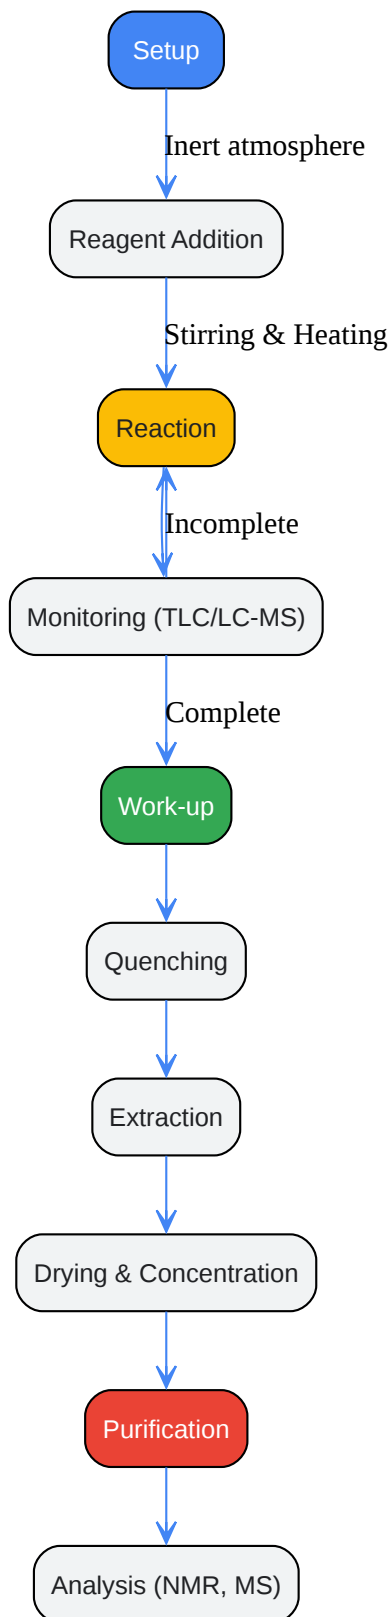 Setup
Inert atmosphere
Reagent Addition
Stirring & Heating
Reaction
Incomplete
Monitoring (TLC/LC-MS)
Complete
Work-up
Quenching
Extraction
Drying & Concentration
Purification
Analysis (NMR, MS)